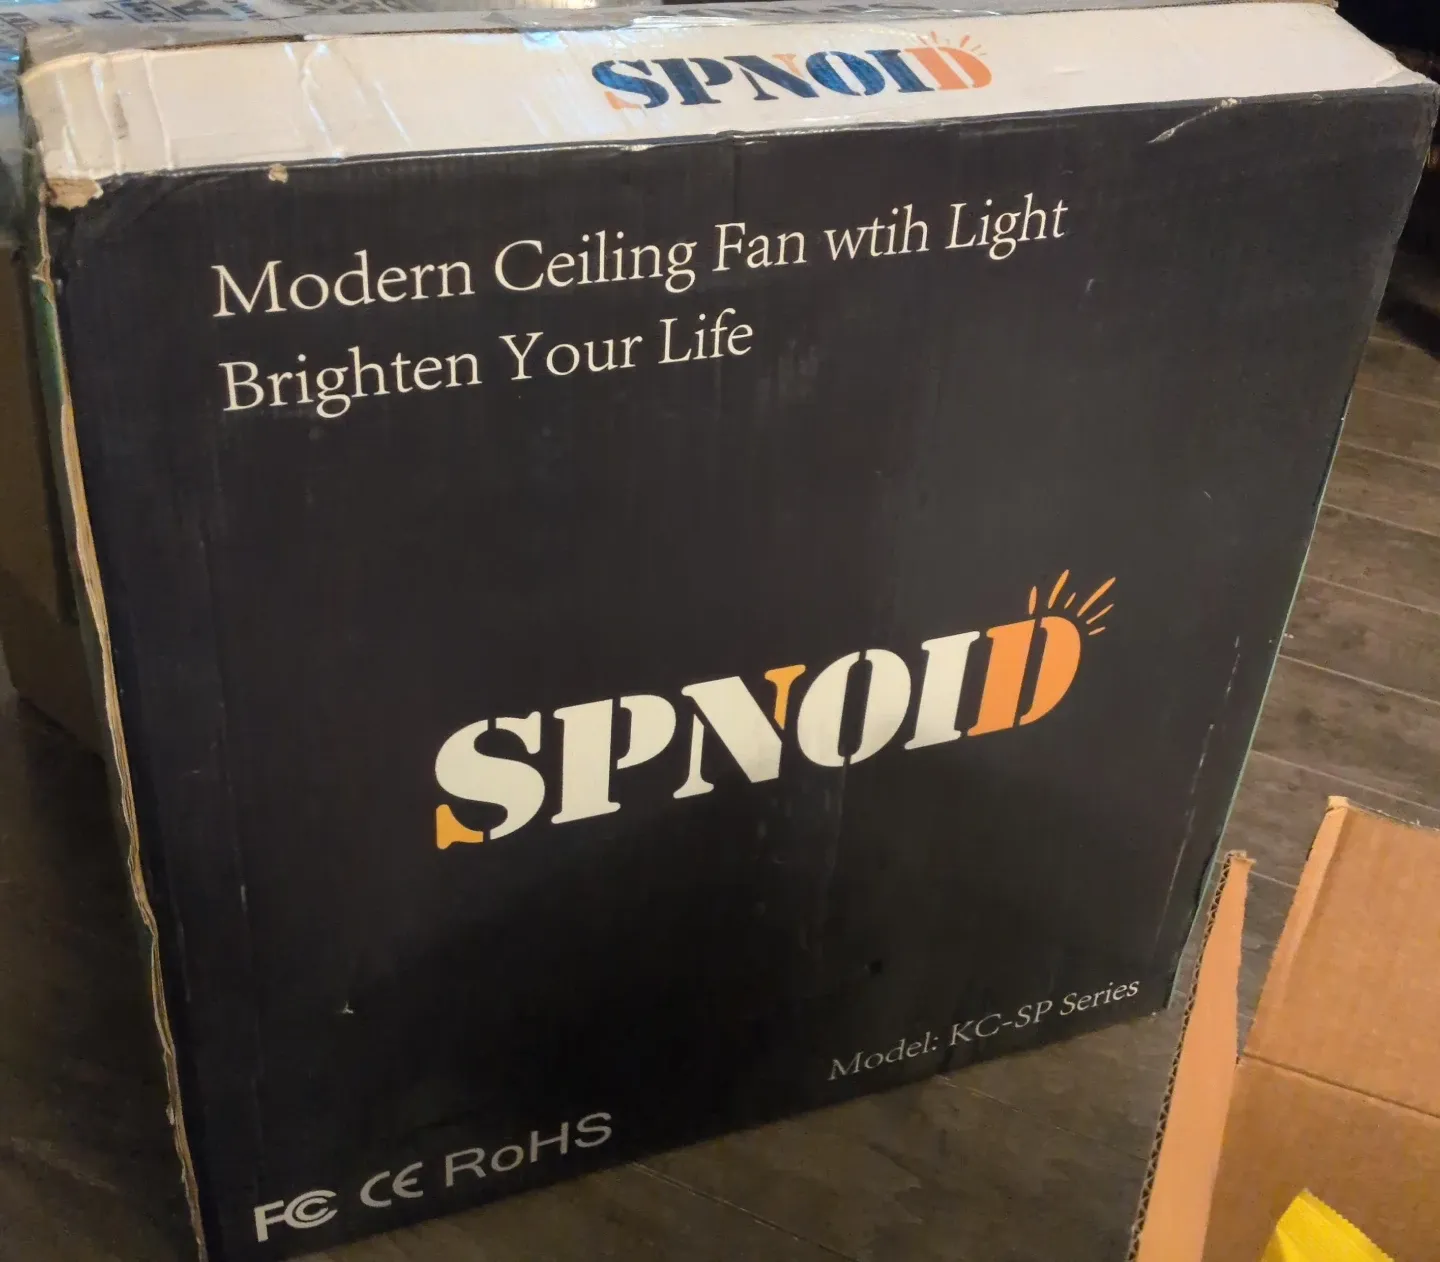 SPNOID
Modern Ceiling Fan wtih Light
Brighten Your Life
SPNOID
Model: KC-SP Series
FC CE RoHS